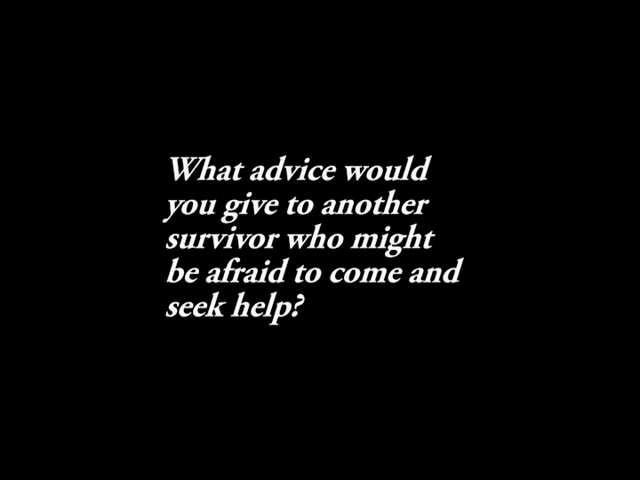 What advice would
you give to another
survivor who might
be afraid to come and
seek help?